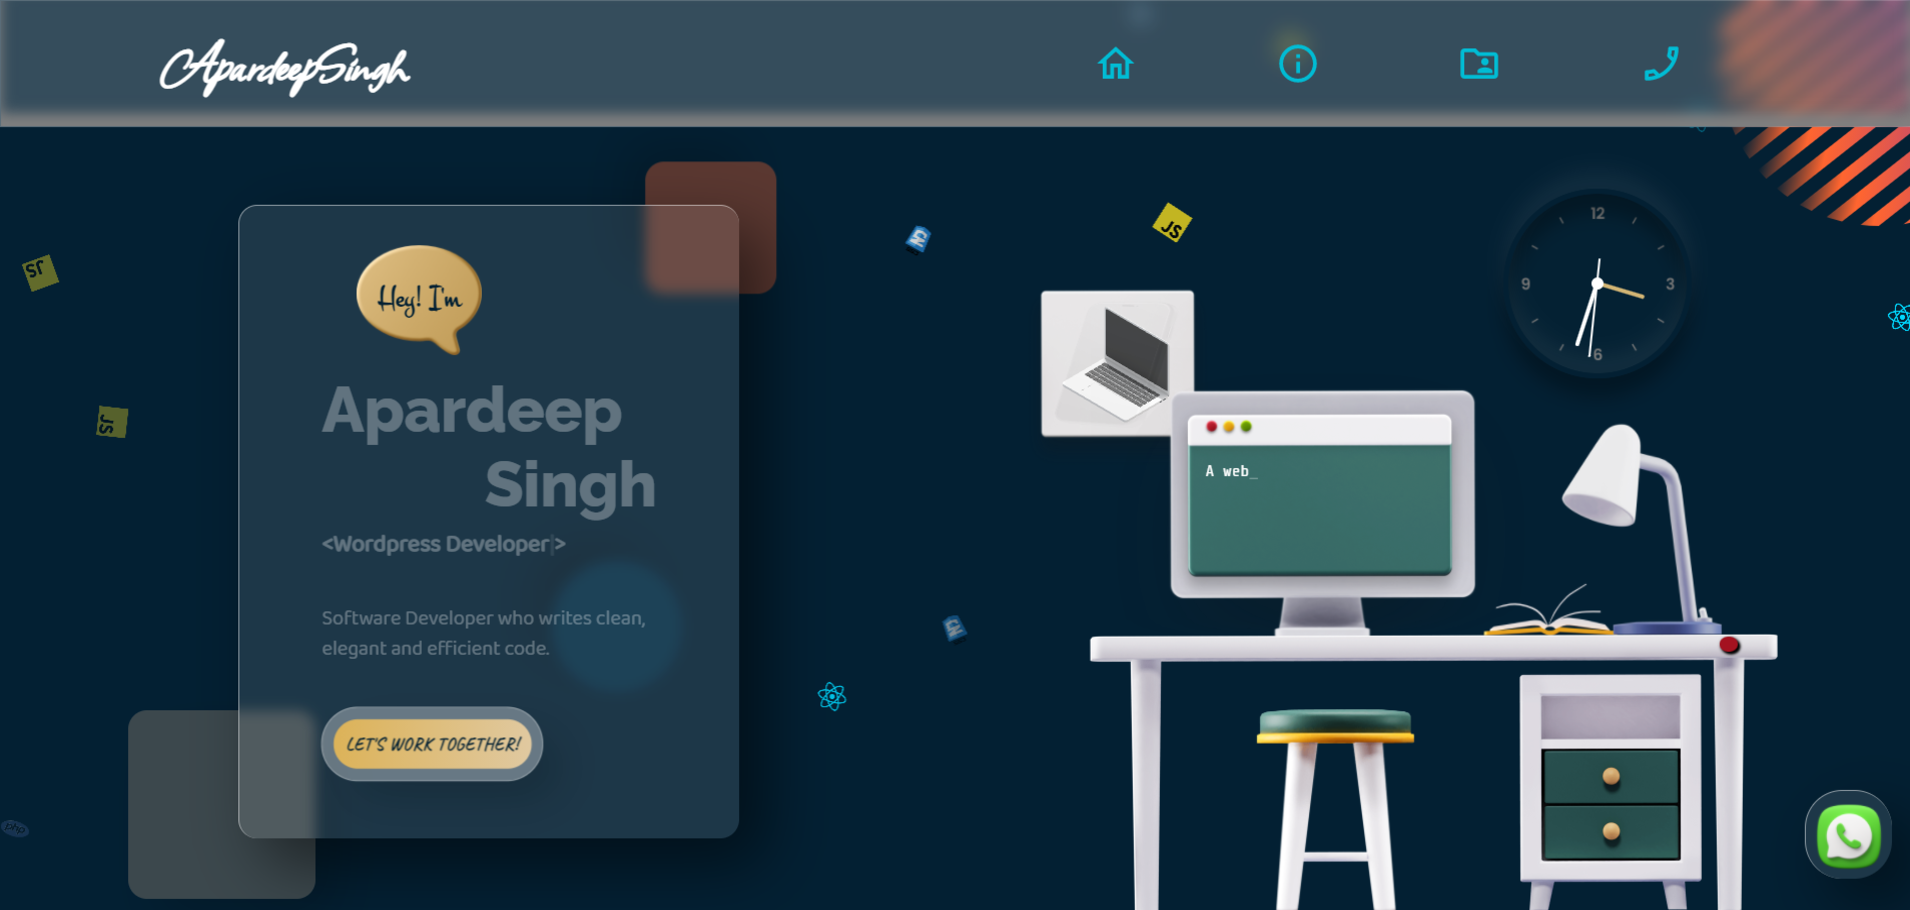 ApardeepSingh
Hey! I'm
Apardeep
Singh
<Wordpress Developer|>
Software Developer who writes clean,
elegant and efficient code.
LET'S WORK TOGETHER!
JS
JS
JS
12
9
3
6
A web_
php